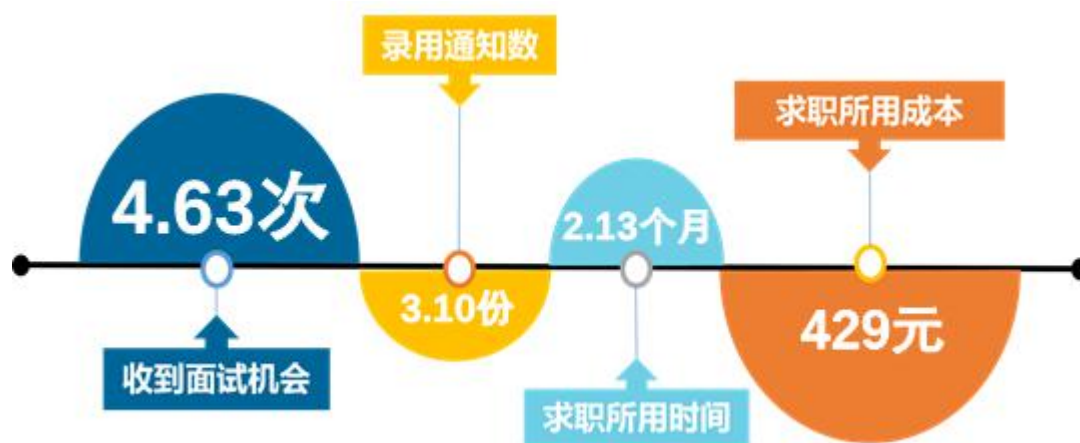 录用通知数
求职所用成本
4.63次
2.13个月
3.10份
429元
收到面试机会
求职所用时间